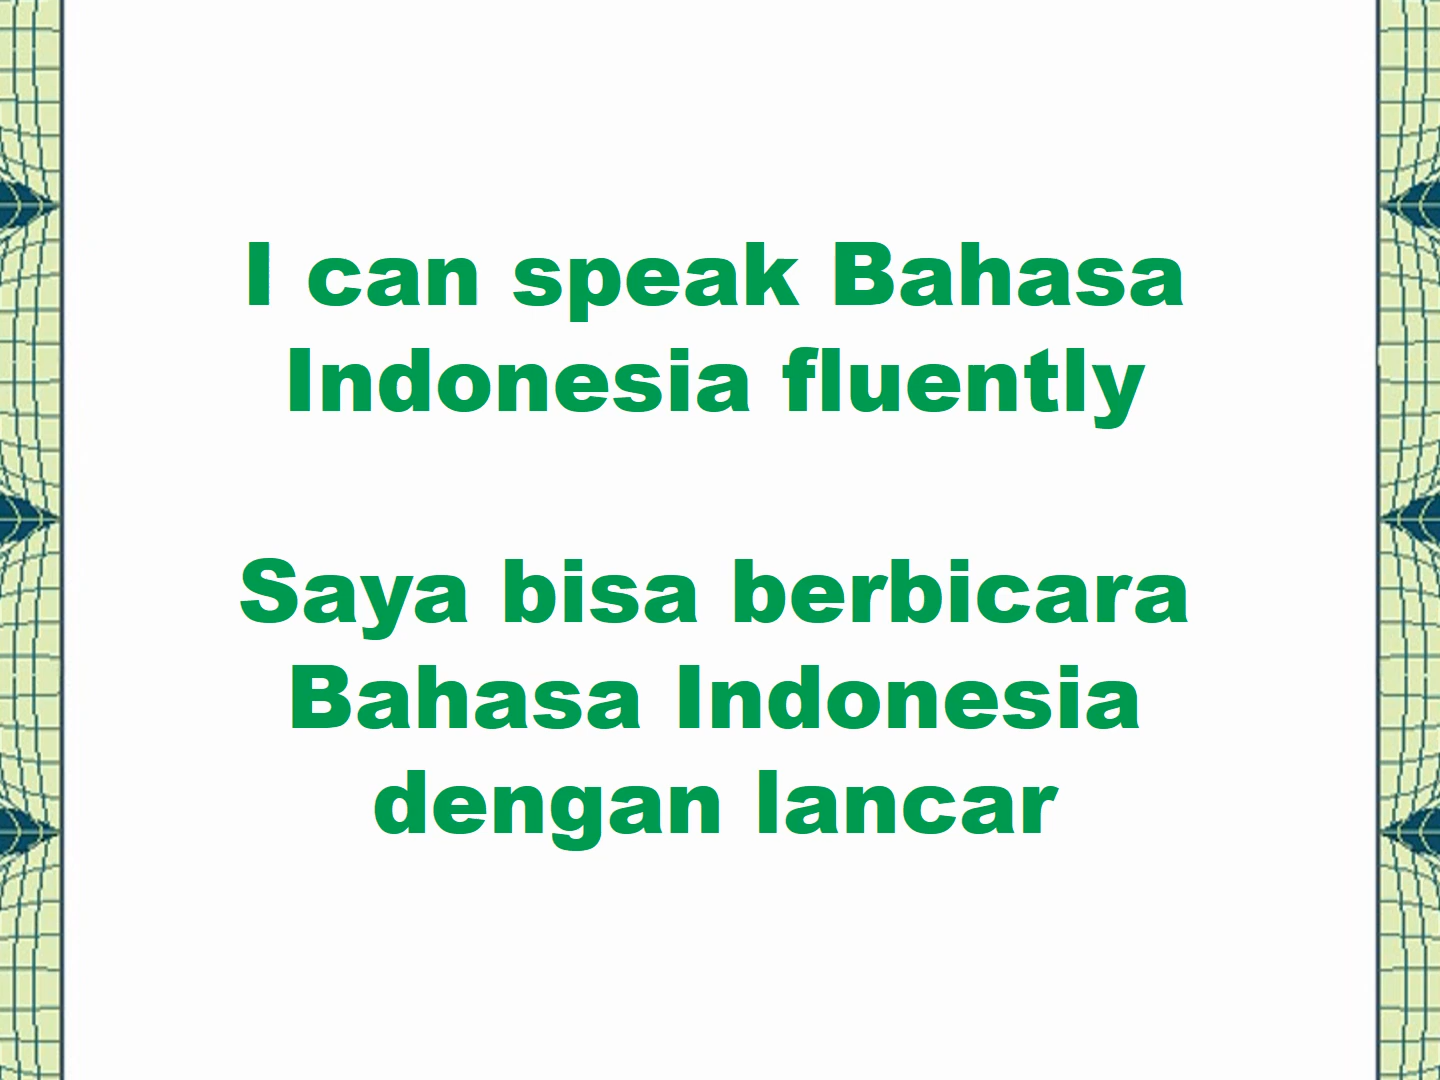 I can speak Bahasa
Indonesia fluently
Saya bisa berbicara
Bahasa Indonesia
dengan lancar